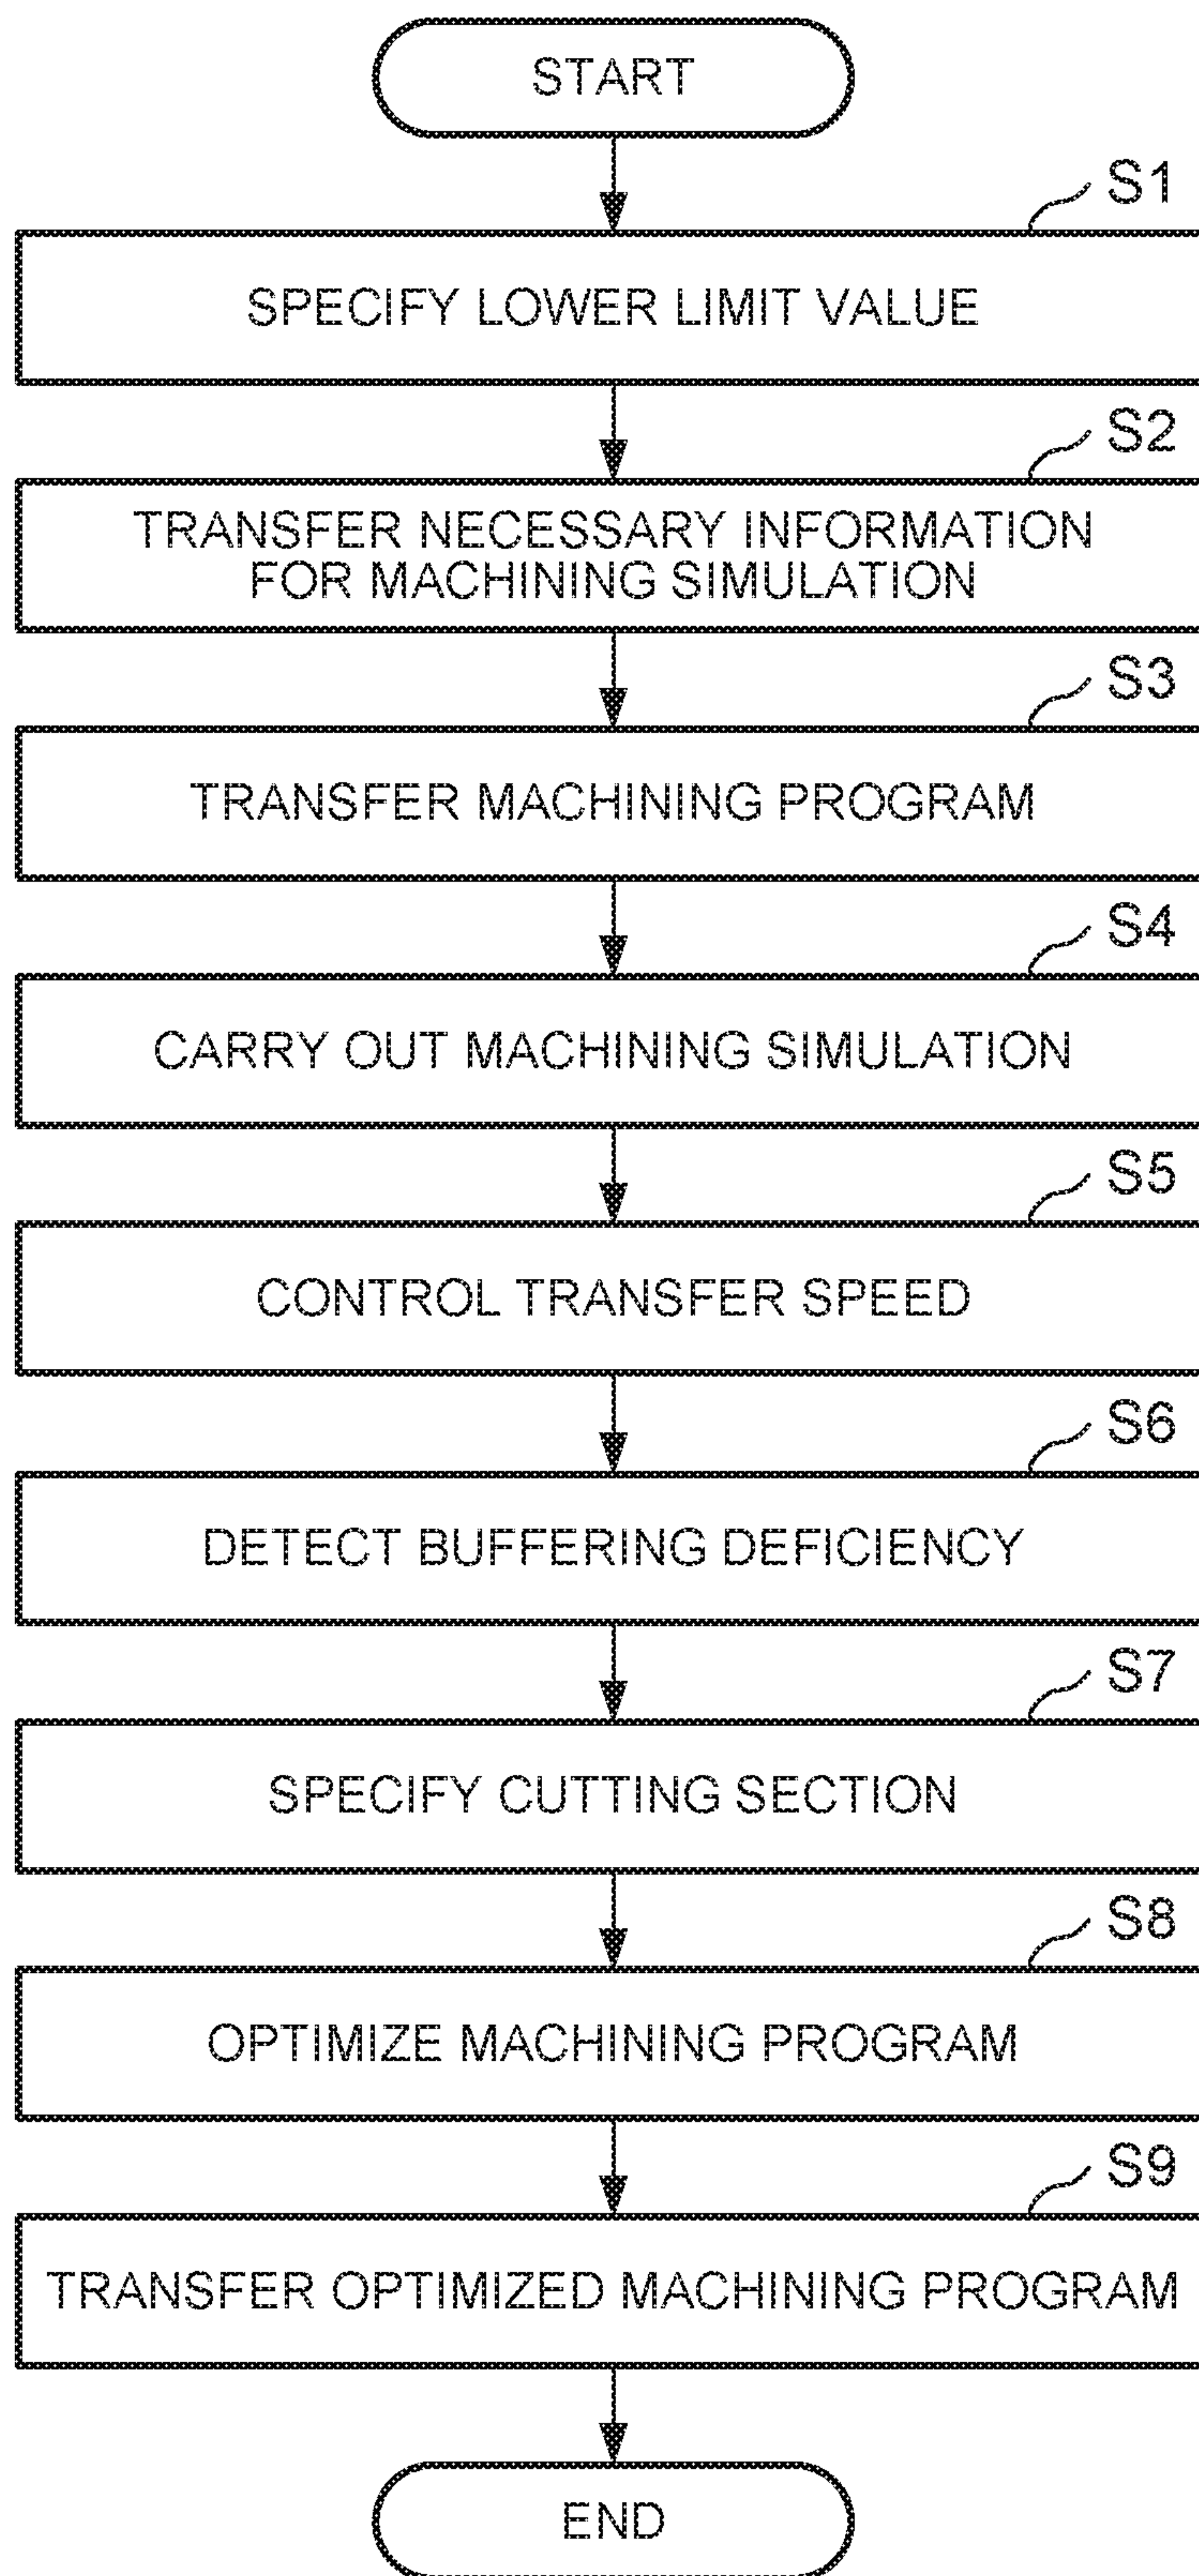 START
S1
SPECIFY LOWER LIMIT VALUE
S2
TRANSFER NECESSARY INFORMATION
FOR MACHINING SIMULATION
S3
TRANSFER MACHINING PROGRAM
S4
CARRY OUT MACHINING SIMULATION
S5
CONTROL TRANSFER SPEED
S6
DETECT BUFFERING DEFICIENCY
S7
SPECIFY CUTTING SECTION
S8
OPTIMIZE MACHINING PROGRAM
S9
TRANSFER OPTIMIZED MACHINING PROGRAM
END